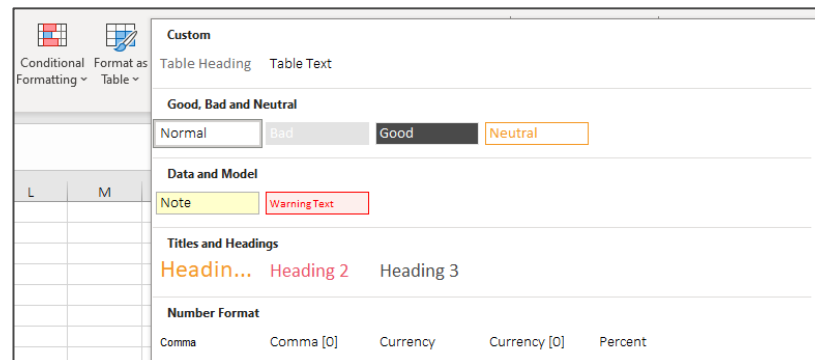 Custom
Conditional Formatting
Format as Table
Table Heading Table Text
Good, Bad and Neutral
Normal Bad Good Neutral
Data and Model
L M
Note Warning Text
Titles and Headings
Headin... Heading 2 Heading 3
Number Format
Comma Comma [0] Currency Currency [0] Percent